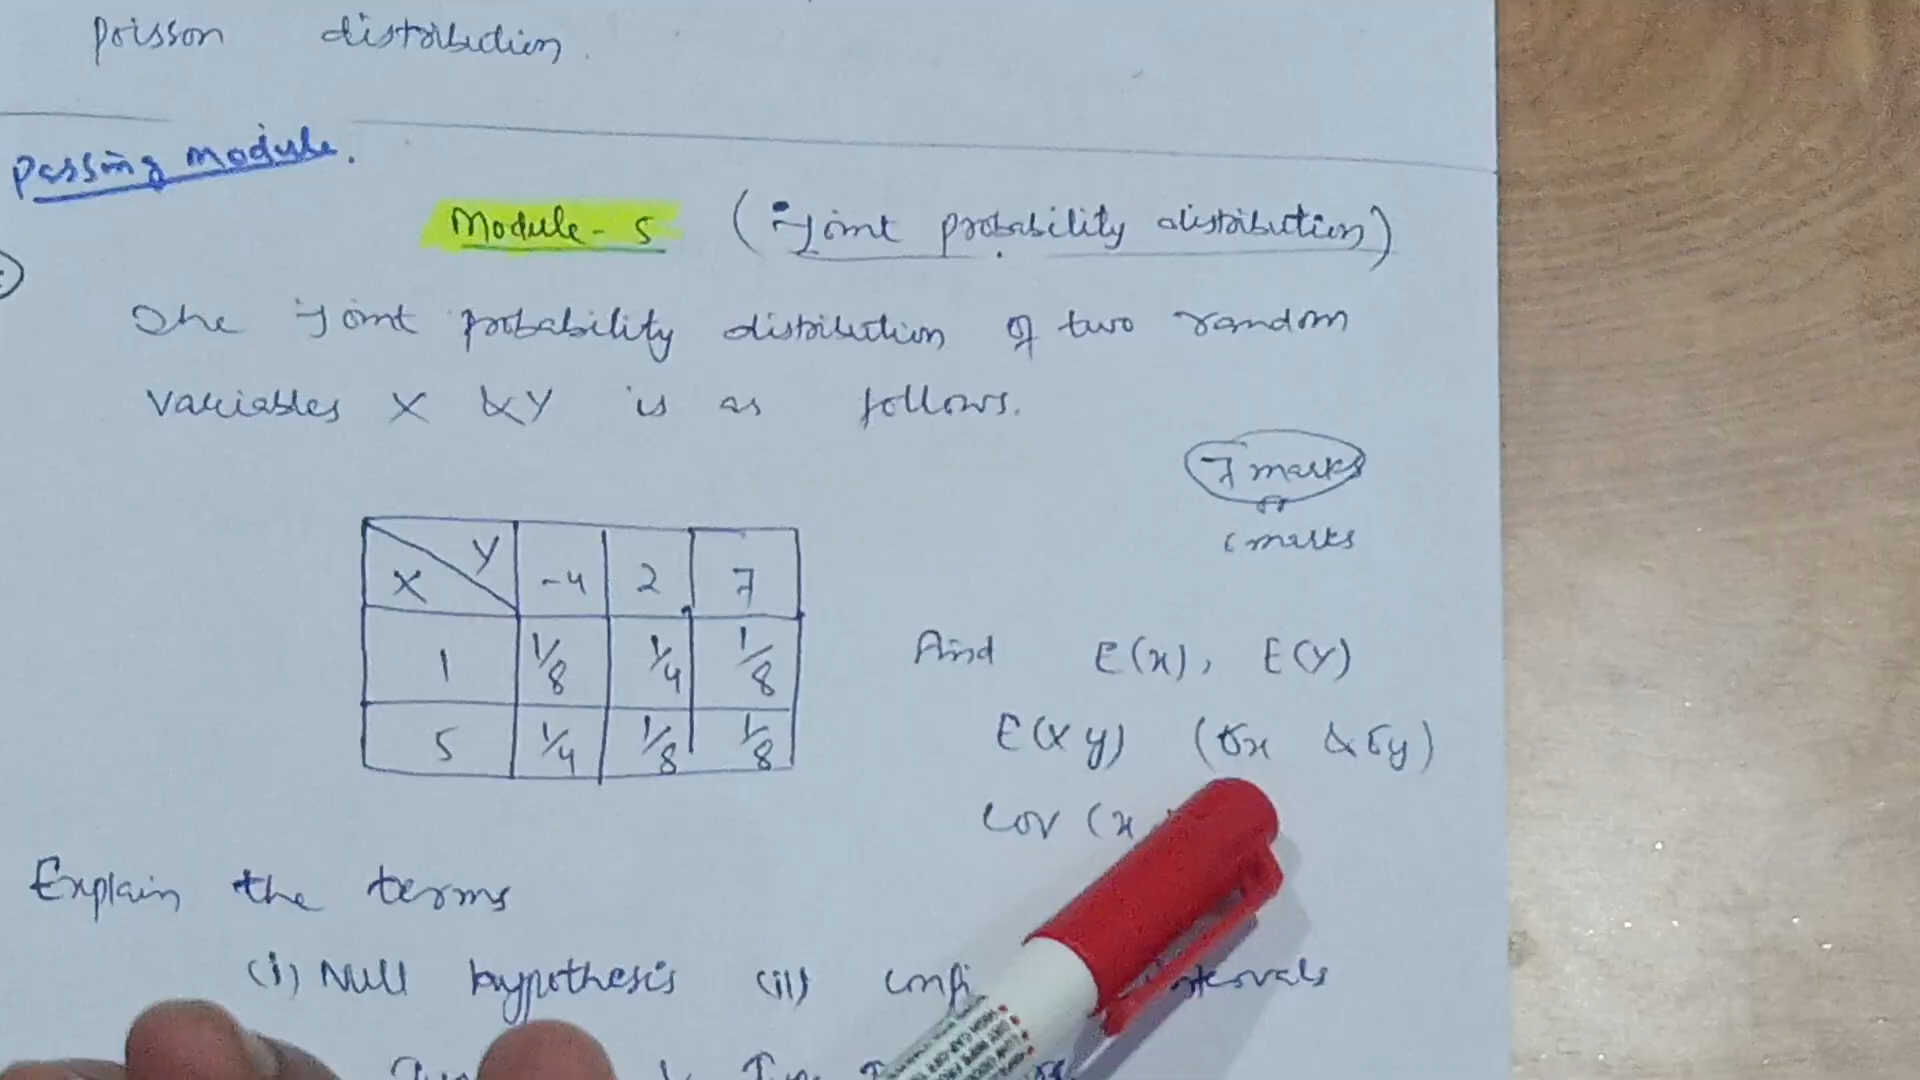 poisson distribution.
Passing module.
Module-5 (Joint probability distribution)
The joint probability distribution of two random
variables X & Y is as follows.
7 marks
or
6 marks
X Y -4 2 7
1 1/8 1/4 1/8
5 1/4 1/8 1/8
Find E(x), E(Y)
E(XY) (σx & σy)
Cov (x
Explain the terms
(i) Null hypothesis (ii)